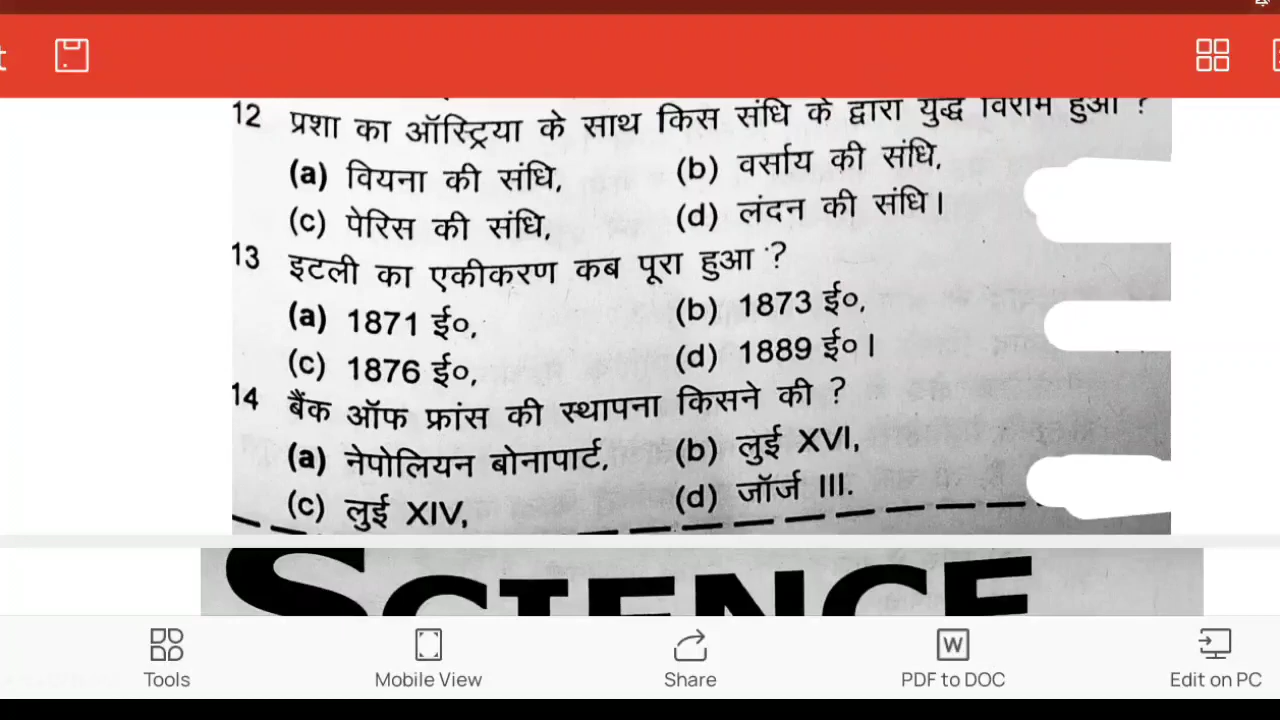 t
12 प्रशा का ऑस्ट्रिया के साथ किस संधि के द्वारा युद्ध विराम हुआ ?
(a) वियना की संधि, (b) वर्साय की संधि,
(c) पेरिस की संधि, (d) लंदन की संधि।
13 इटली का एकीकरण कब पूरा हुआ ?
(a) 1871 ई०, (b) 1873 ई०,
(c) 1876 ई०, (d) 1889 ई०।
14 बैंक ऑफ फ्रांस की स्थापना किसने की ?
(a) नेपोलियन बोनापार्ट, (b) लुई XVI,
(c) लुई XIV, (d) जॉर्ज III.
SCIENCE
Tools Mobile View Share PDF to DOC Edit on PC